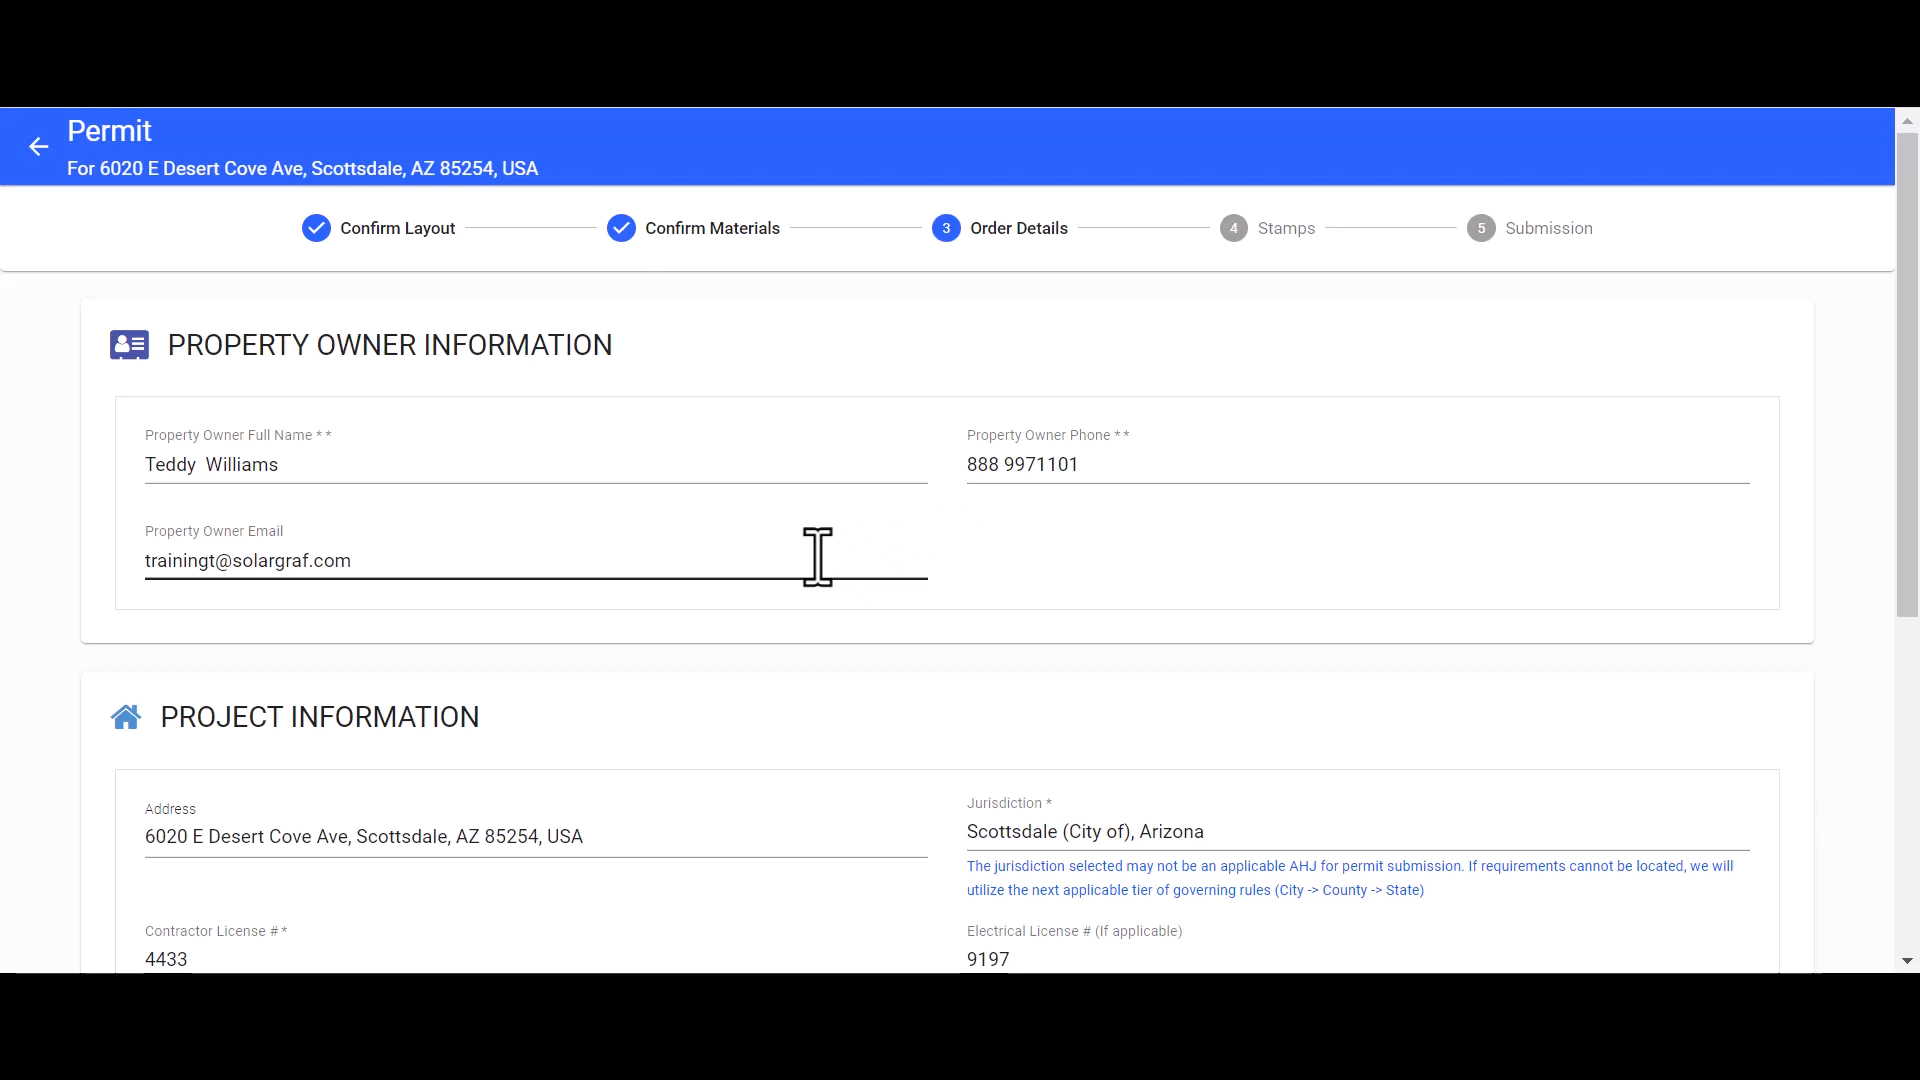 Permit
For 6020 E Desert Cove Ave, Scottsdale, AZ 85254, USA
Confirm Layout
Confirm Materials
3 Order Details
4 Stamps
5 Submission
PROPERTY OWNER INFORMATION
Property Owner Full Name * *
Property Owner Phone * *
Teddy  Williams
888 9971101
Property Owner Email
trainingt@solargraf.com
PROJECT INFORMATION
Address
6020 E Desert Cove Ave, Scottsdale, AZ 85254, USA
Jurisdiction *
Scottsdale (City of), Arizona
The jurisdiction selected may not be an applicable AHJ for permit submission. If requirements cannot be located, we will
utilize the next applicable tier of governing rules (City -> County -> State)
Contractor License # *
4433
Electrical License # (If applicable)
9197